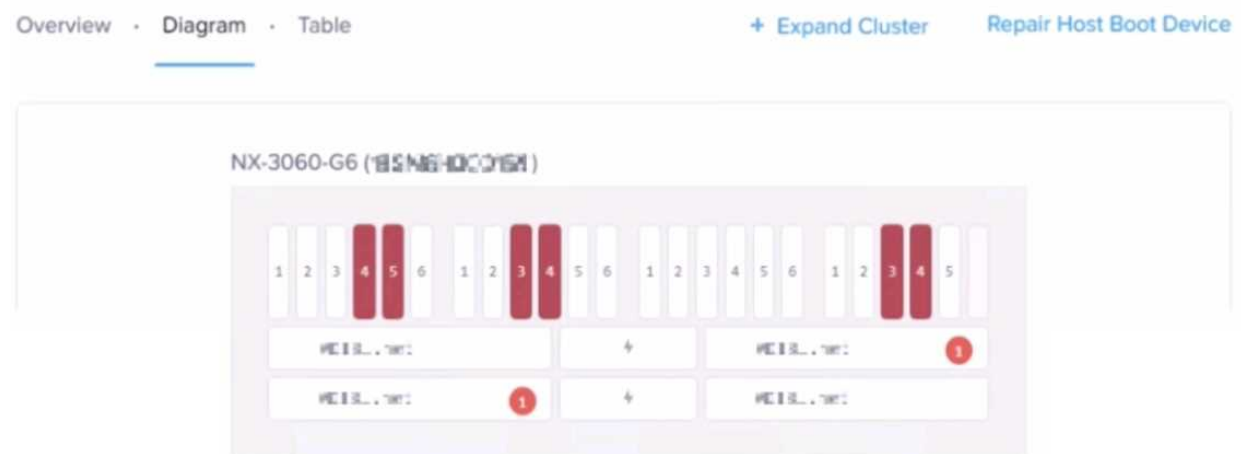 Overview · Diagram · Table + Expand Cluster Repair Host Boot Device
NX-3060-G6 ( )
1 2 3 4 5 6 1 2 3 4 5 6 1 2 3 4 5 6 1 2 3 4 5
1
1